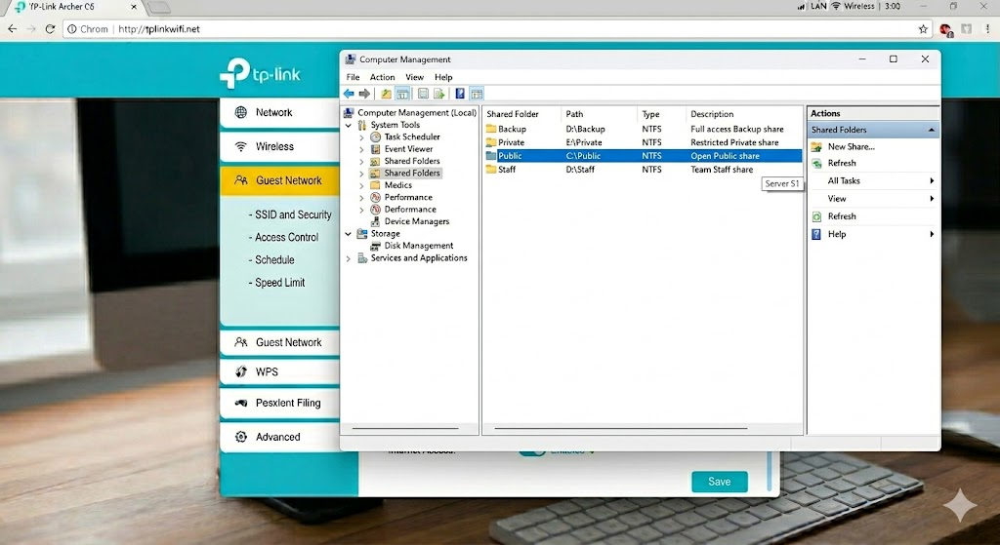 TP-Link Archer C6
LAN Wireless 3:00
Chrom http://tplinkwifi.net
tp-link
Network
Wireless
Guest Network
- SSID and Security
- Access Control
- Schedule
- Speed Limit
Guest Network
WPS
Pesxlent Filing
Advanced
Computer Management
File Action View Help
Computer Management (Local)
System Tools
Task Scheduler
Event Viewer
Shared Folders
Shared Folders
Medics
Performance
Derformance
Device Managers
Storage
Disk Management
Services and Applications
Shared Folder Path Type Description
Backup D:\Backup NTFS Full access Backup share
Private E:\Private NTFS Restricted Private share
Public C:\Public NTFS Open Public share
Staff D:\Staff NTFS Team Staff share
Server S1
Actions
Shared Folders
New Share...
Refresh
All Tasks
View
Refresh
Help
Save